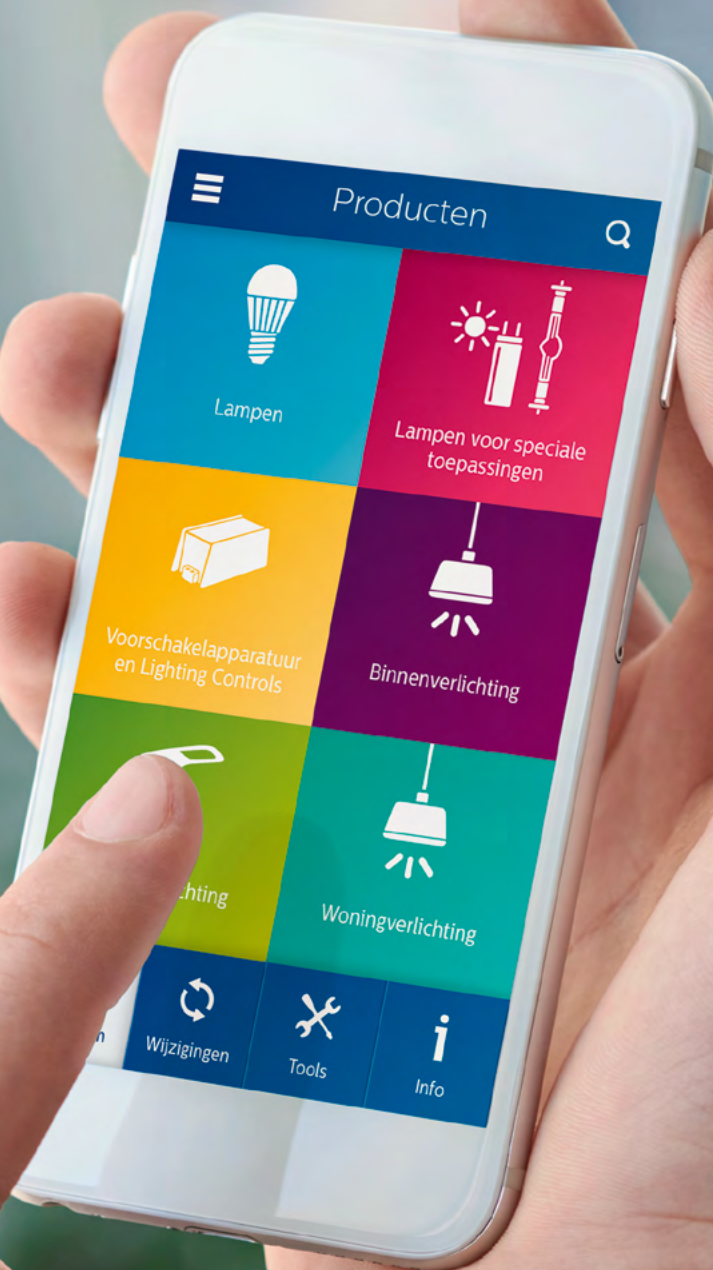 Producten
Lampen
Lampen voor speciale
toepassingen
Voorschakelapparatuur
en Lighting Controls
Binnenverlichting
Woningverlichting
Wijzigingen
Tools
Info